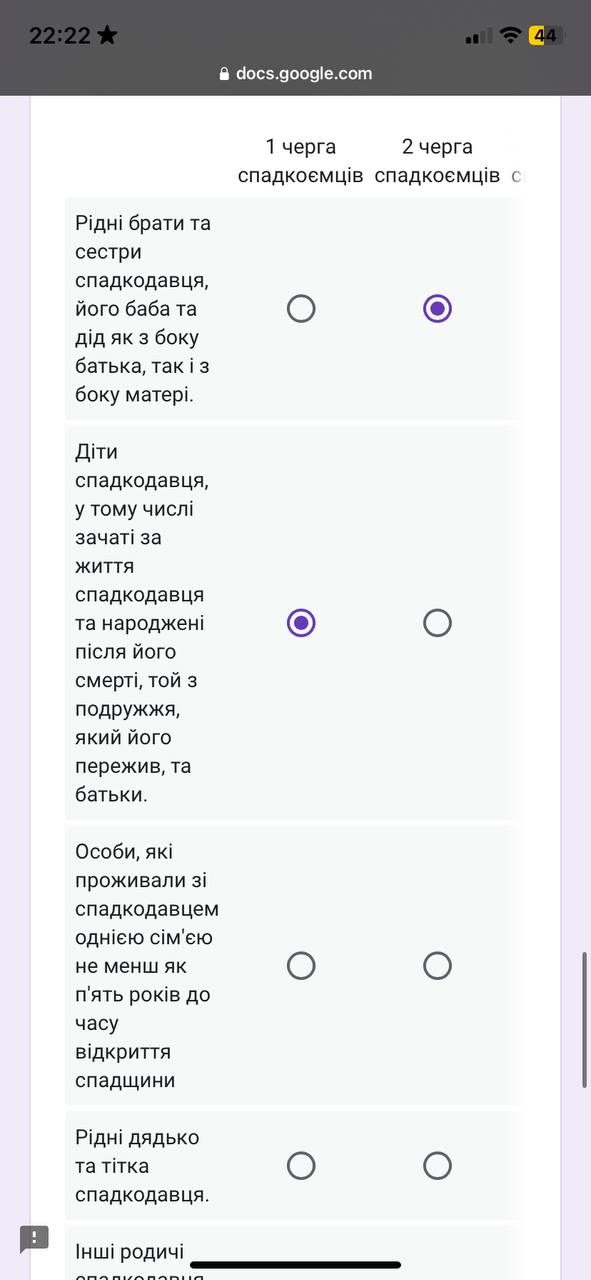 22:22 ★
44
docs.google.com
1 черга 2 черга
спадкоємців спадкоємців
Рідні брати та
сестри
спадкодавця,
його баба та
дід як з боку
батька, так і з
боку матері.
Діти
спадкодавця,
у тому числі
зачаті за
життя
спадкодавця
та народжені
після його
смерті, той з
подружжя,
який його
пережив, та
батьки.
Особи, які
проживали зі
спадкодавцем
однією сім'єю
не менш як
п'ять років до
часу
відкриття
спадщини
Рідні дядько
та тітка
спадкодавця.
Інші родичі
спадкодавця